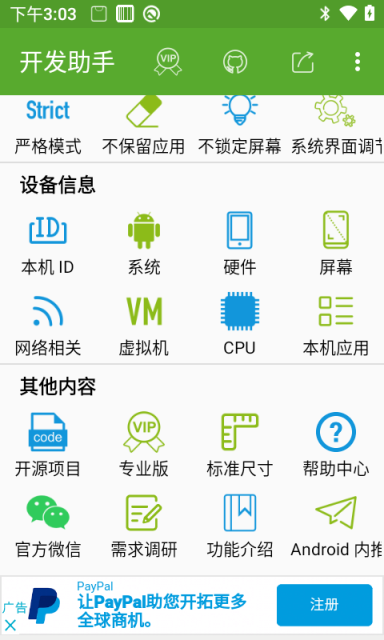 下午3:03
开发助手
VIP
Strict
严格模式 不保留应用 不锁定屏幕 系统界面调节
设备信息
ID
本机 ID 系统 硬件 屏幕
VM
网络相关 虚拟机 CPU 本机应用
其他内容
code VIP ?
开源项目 专业版 标准尺寸 帮助中心
官方微信 需求调研 功能介绍 Android 内推
广告
PayPal
让PayPal助您开拓更多
全球商机。
注册